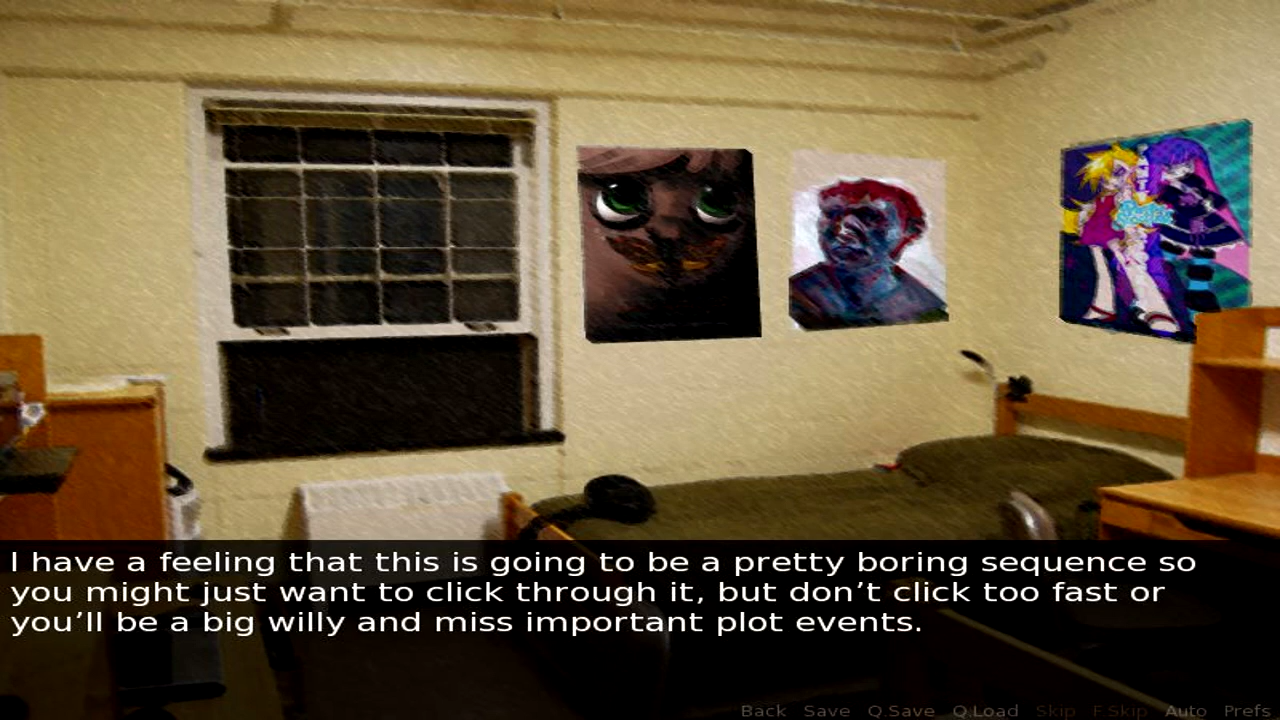 I have a feeling that this is going to be a pretty boring sequence so
you might just want to click through it, but don’t click too fast or
you’ll be a big willy and miss important plot events.
Back Save Q.Save Q.Load Skip F.Skip Auto Prefs